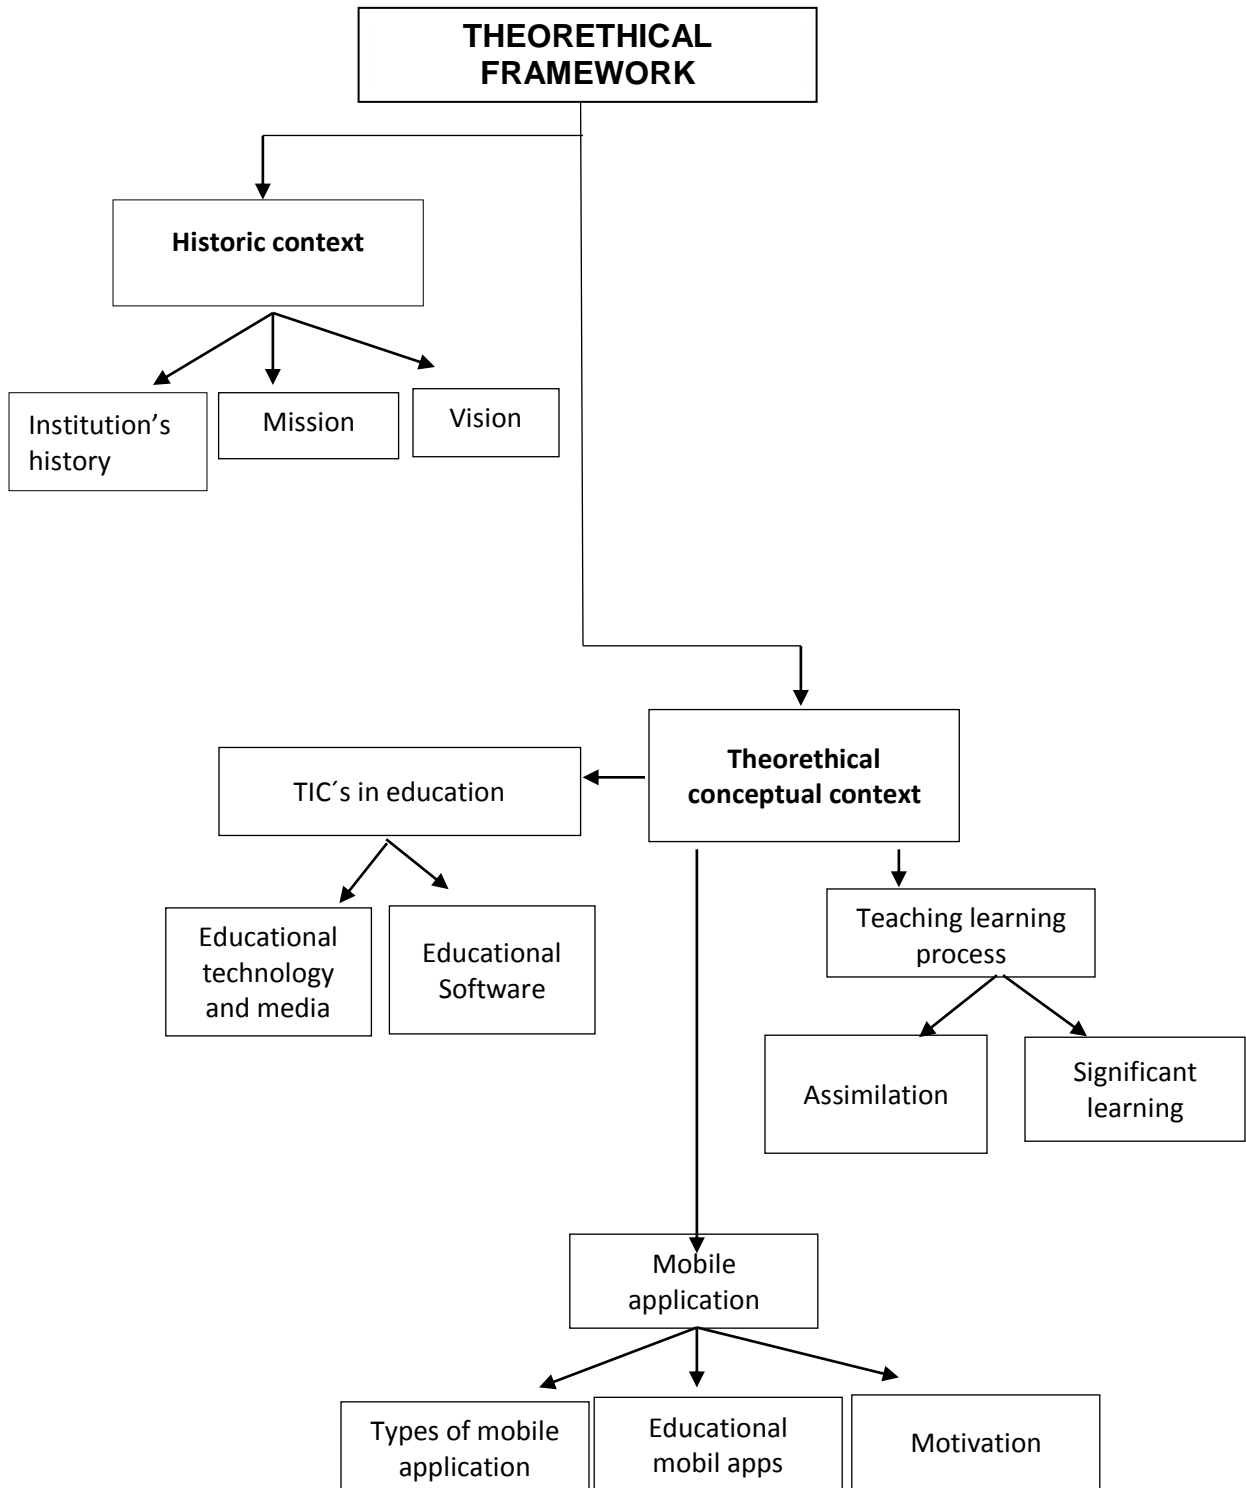 THEORETHICAL
FRAMEWORK
Historic context
Institution’s
history
Mission
Vision
Theorethical
conceptual context
TIC´s in education
Educational
technology
and media
Educational
Software
Teaching learning
process
Assimilation
Significant
learning
Mobile
application
Types of mobile
application
Educational
mobil apps
Motivation